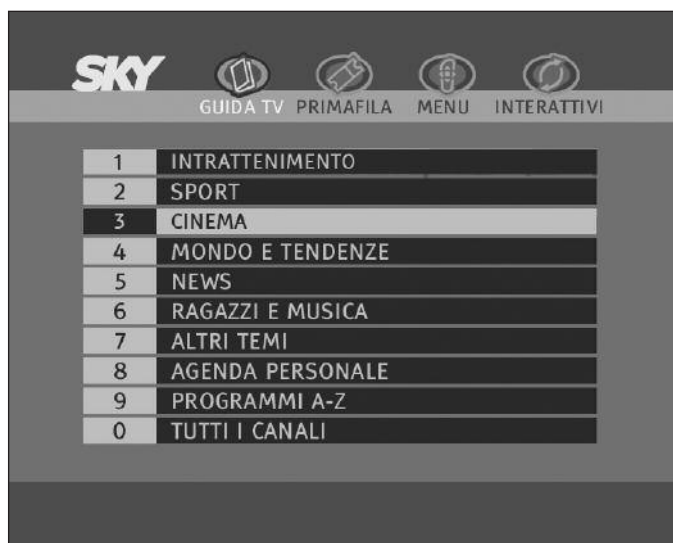 SKY
GUIDA TV PRIMAFILA MENU INTERATTIVI
1 INTRATTENIMENTO
2 SPORT
3 CINEMA
4 MONDO E TENDENZE
5 NEWS
6 RAGAZZI E MUSICA
7 ALTRI TEMI
8 AGENDA PERSONALE
9 PROGRAMMI A-Z
0 TUTTI I CANALI